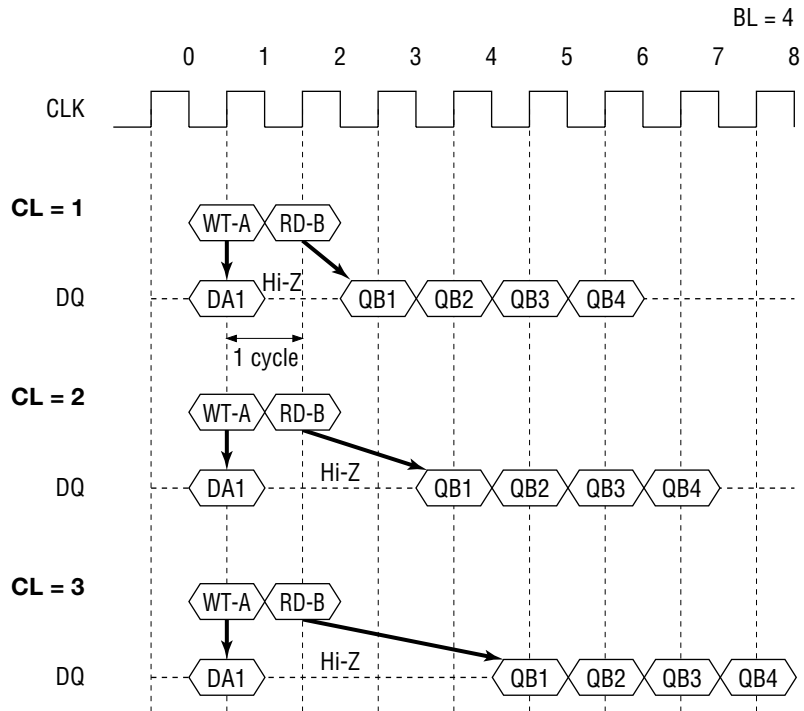 BL = 4
0 1 2 3 4 5 6 7 8
CLK
CL = 1
WT-A RD-B
Hi-Z
DQ DA1 QB1 QB2 QB3 QB4
1 cycle
CL = 2
WT-A RD-B
Hi-Z
DQ DA1 QB1 QB2 QB3 QB4
CL = 3
WT-A RD-B
Hi-Z
DQ DA1 QB1 QB2 QB3 QB4